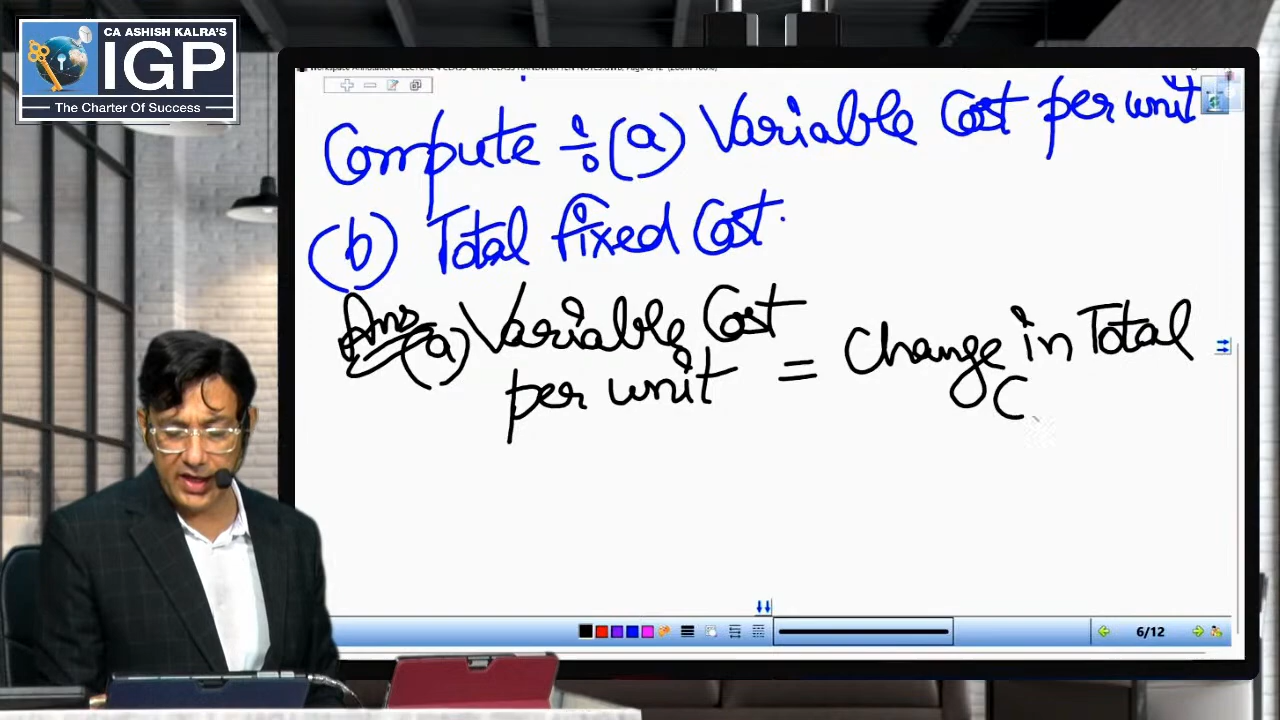 CA ASHISH KALRA'S
IGP
The Charter Of Success
Compute :- (a) Variable Cost per unit
(b) Total fixed Cost.
Ans (a) Variable Cost per unit = Change in Total C
6/12